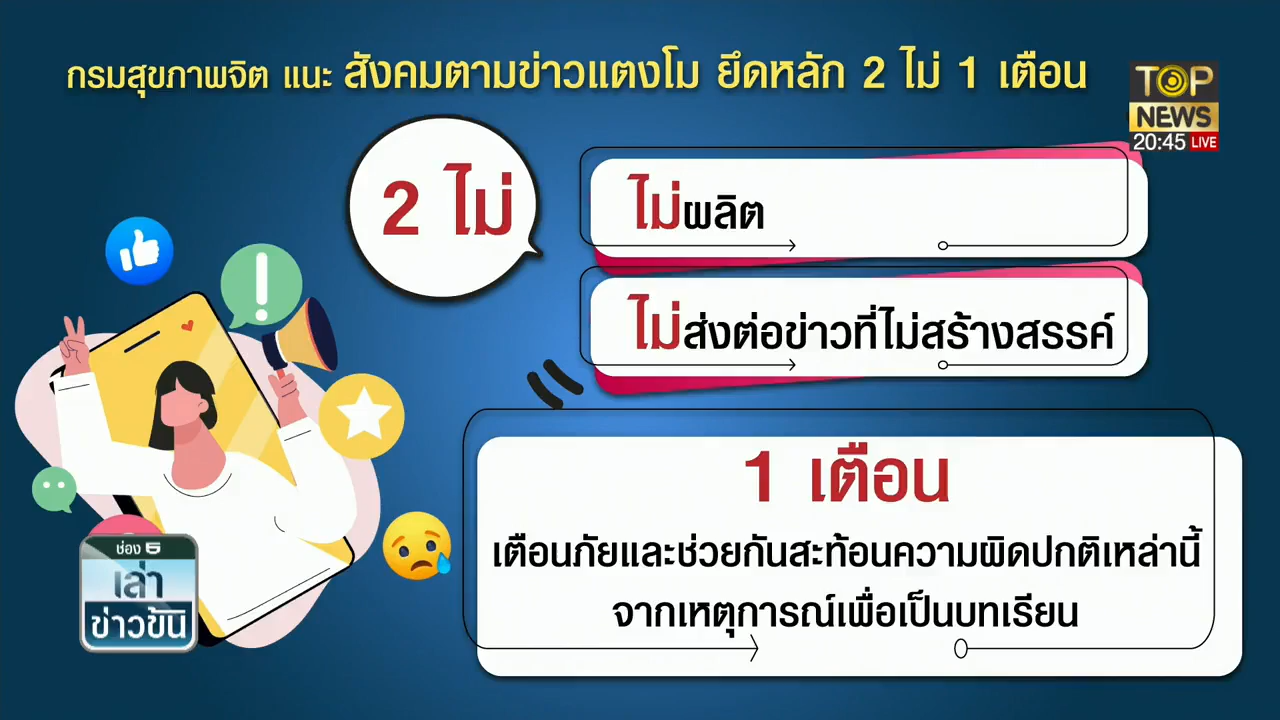 กรมสุขภาพจิต แนะ สังคมตามข่าวแตงโม ยึดหลัก 2 ไม่ 1 เตือน
TOP
NEWS
20:45 LIVE
2 ไม่
ไม่ผลิต
ไม่ส่งต่อข่าวที่ไม่สร้างสรรค์
1 เตือน
เตือนภัยและช่วยกันสะท้อนความผิดปกติเหล่านี้
จากเหตุการณ์เพื่อเป็นบทเรียน
ช่อง 5
เล่า
ข่าวข้น